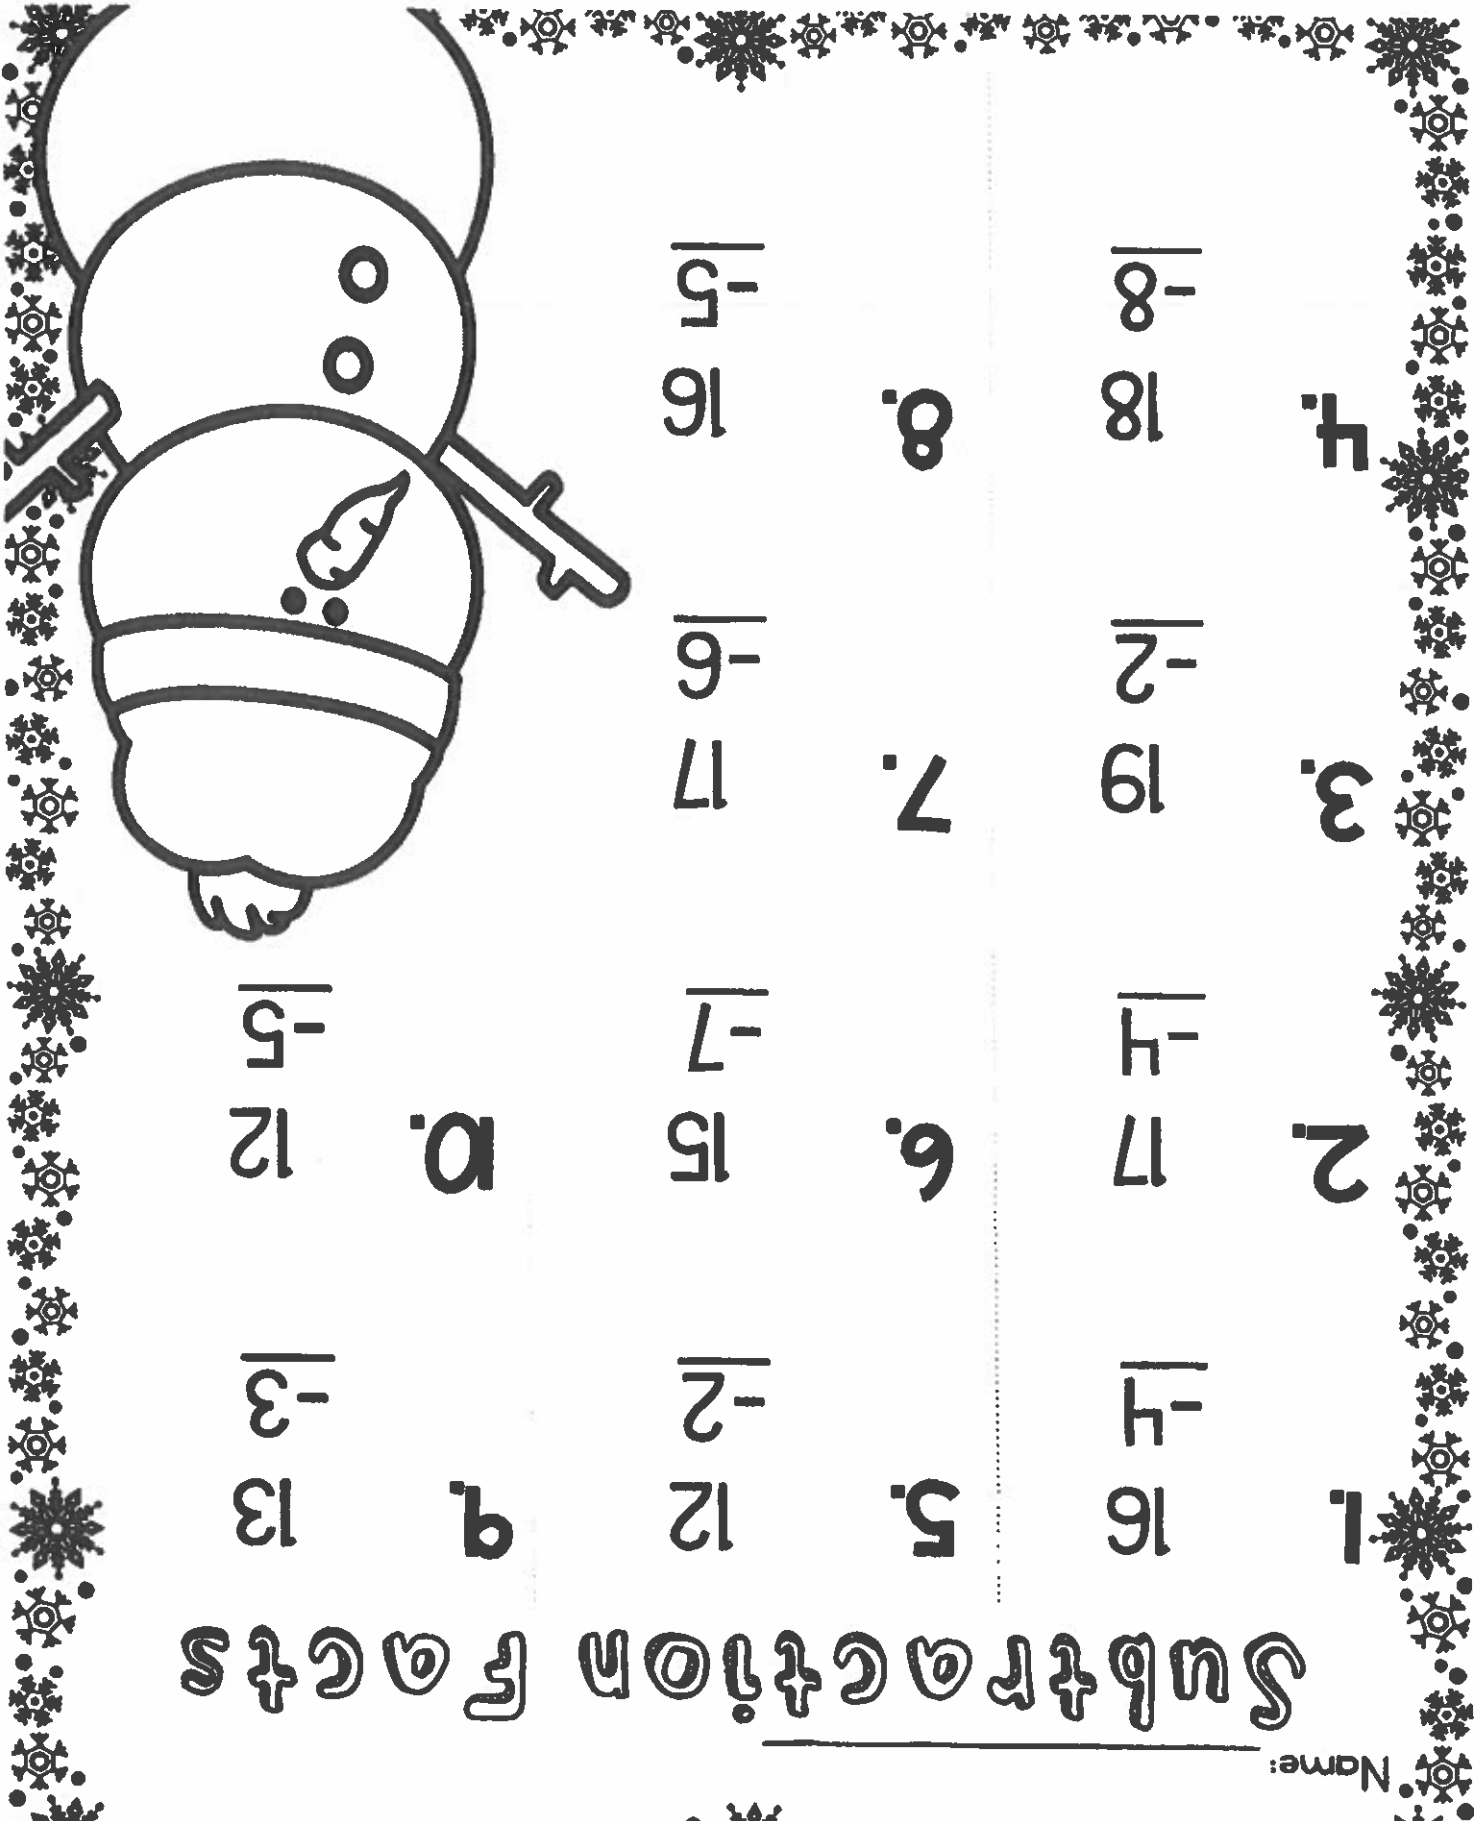 Name:
Subtraction Facts
1. 16 5. 12 9. 13
-4 -2 -3
2. 17 6. 15 10. 12
-4 -7 -5
3. 19 7. 17
-2 -6
4. 18 8. 16
-8 -5